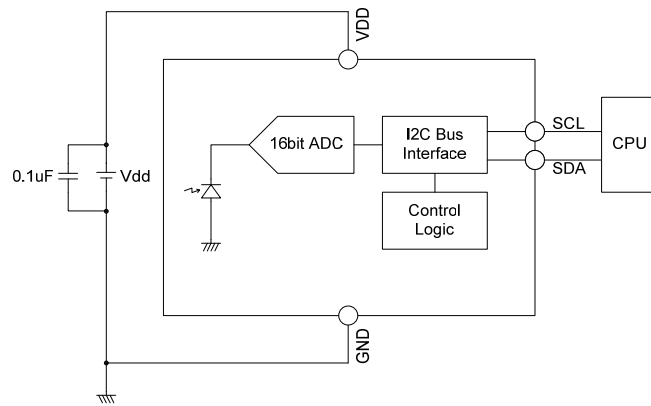 VDD
16bit ADC
I2C Bus
Interface
SCL
SDA
CPU
0.1uF
Vdd
Control
Logic
GND